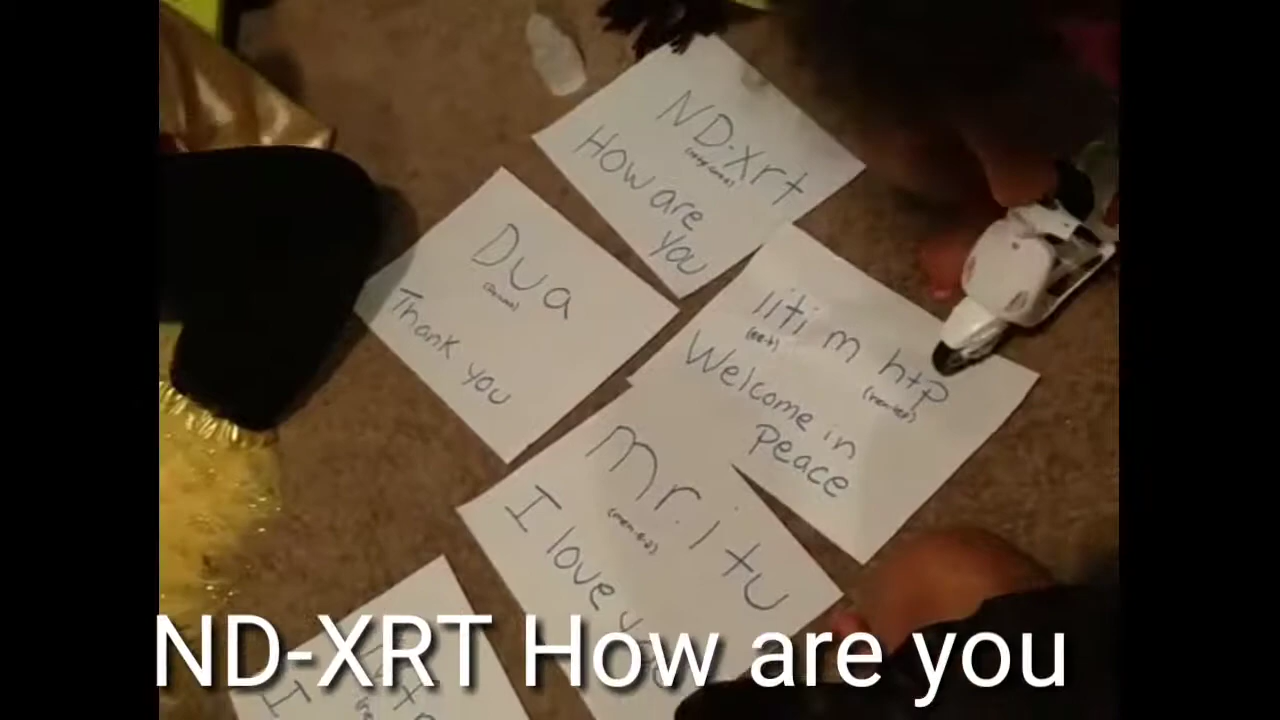 ND-Xrt
How are
you
Dua
Thank you
iiti m htp
Welcome in
Peace
mr.i tu
I love
I
ND-XRT How are you